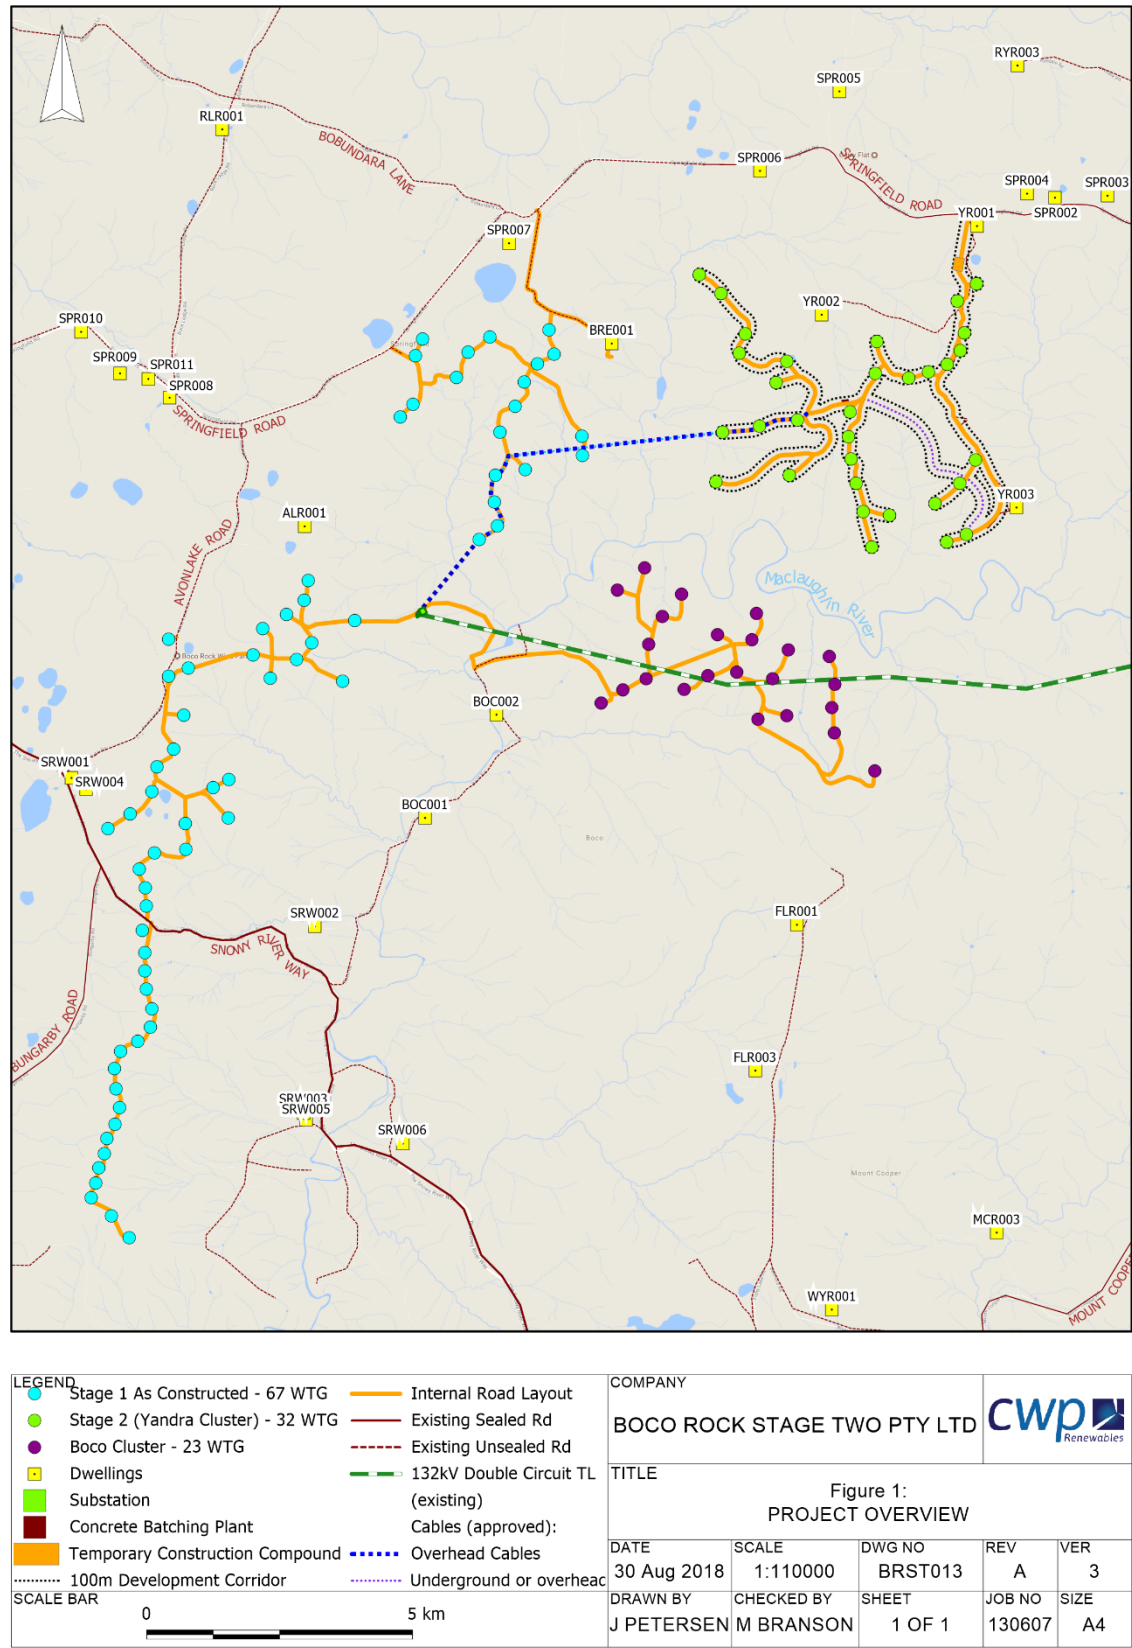 RYR003
SPR005
RLR001
BOBUNDARA LANE
SPR006
SPRINGFIELD ROAD
SPR004
SPR003
SPR002
YR001
SPR007
YR002
SPR010
BRE001
SPR009
SPR011
SPR008
SPRINGFIELD ROAD
YR003
ALR001
AVONLAKE ROAD
Maclaughlin River
BOC002
SRW001
SRW004
BOC001
Boco
FLR001
SRW002
SNOWY RIVER WAY
BUNGARBY ROAD
FLR003
SRW003
SRW005
SRW006
Mount Cooper
MCR003
WYR001
MOUNT COOPER
LEGEND
Stage 1 As Constructed - 67 WTG
Stage 2 (Yandra Cluster) - 32 WTG
Boco Cluster - 23 WTG
Dwellings
Substation
Concrete Batching Plant
Temporary Construction Compound
100m Development Corridor
Internal Road Layout
Existing Sealed Rd
Existing Unsealed Rd
132kV Double Circuit TL
(existing)
Cables (approved):
Overhead Cables
Underground or overheac
SCALE BAR
0 5 km
COMPANY
BOCO ROCK STAGE TWO PTY LTD
cwp
Renewables
TITLE
Figure 1:
PROJECT OVERVIEW
DATE SCALE DWG NO REV VER
30 Aug 2018 1:110000 BRST013 A 3
DRAWN BY CHECKED BY SHEET JOB NO SIZE
J PETERSEN M BRANSON 1 OF 1 130607 A4